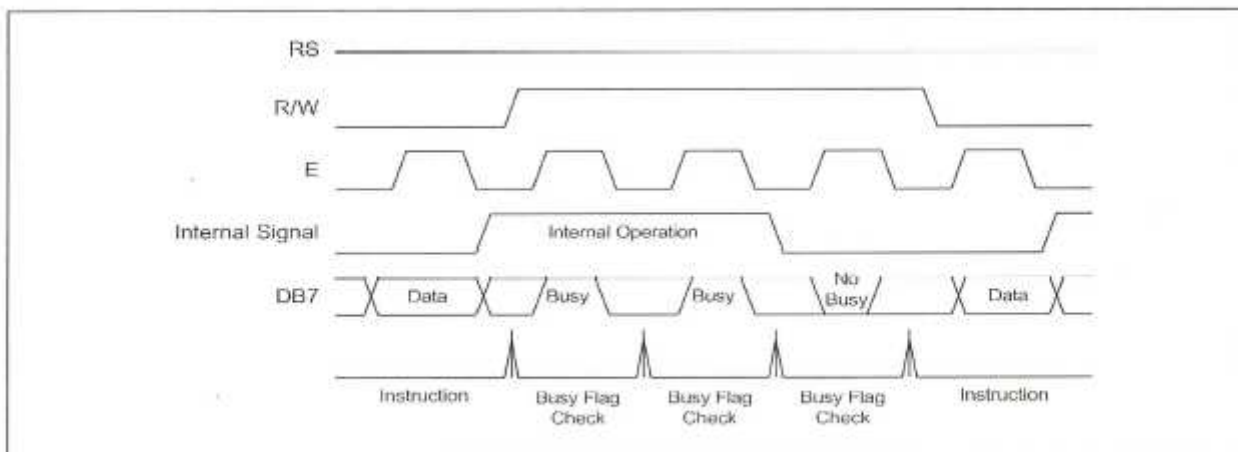 RS
R/W
E
Internal Signal
Internal Operation
DB7
Data
Busy
Busy
No
Busy
Data
Instruction
Busy Flag
Check
Busy Flag
Check
Busy Flag
Check
Instruction